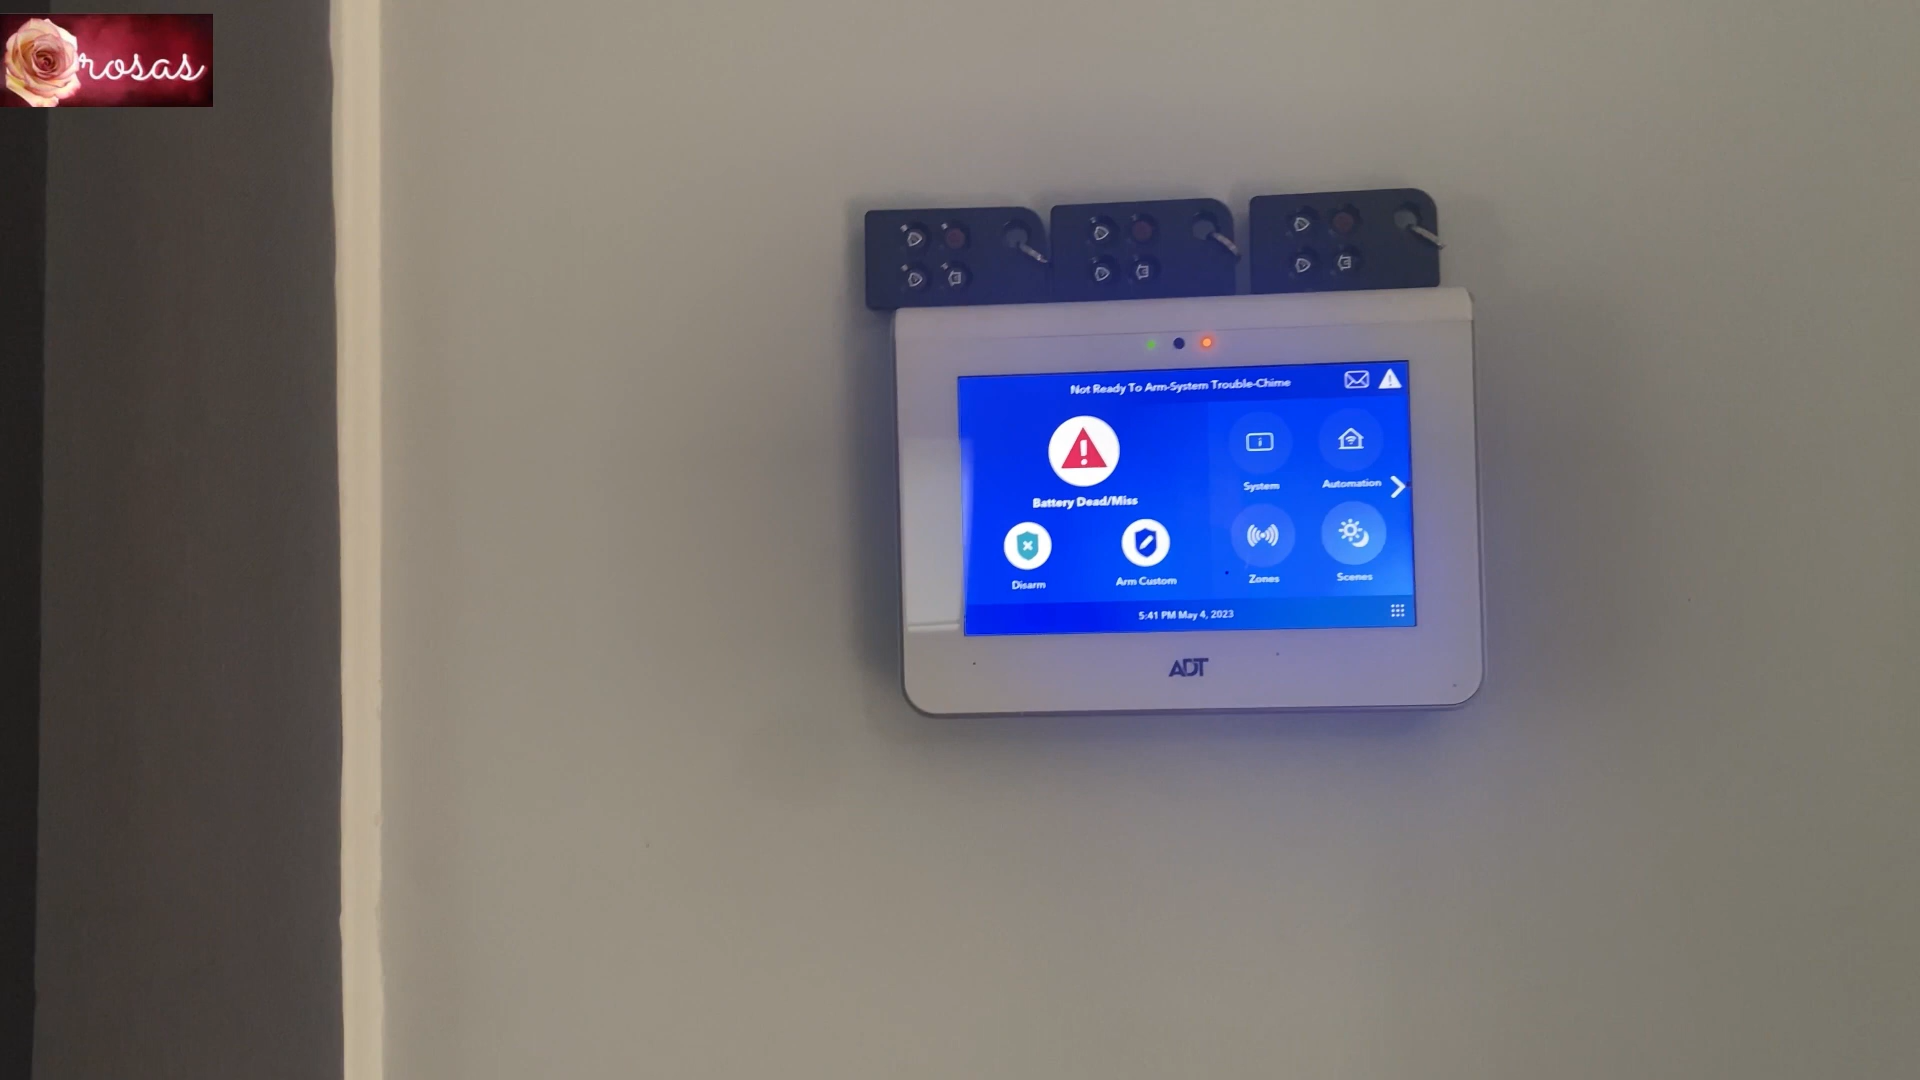 rosas
Not Ready To Arm-System Trouble-Chime
Battery Dead/Miss
Disarm
Arm Custom
System
Automation
Zones
Scenes
5:41 PM May 4, 2023
ADT